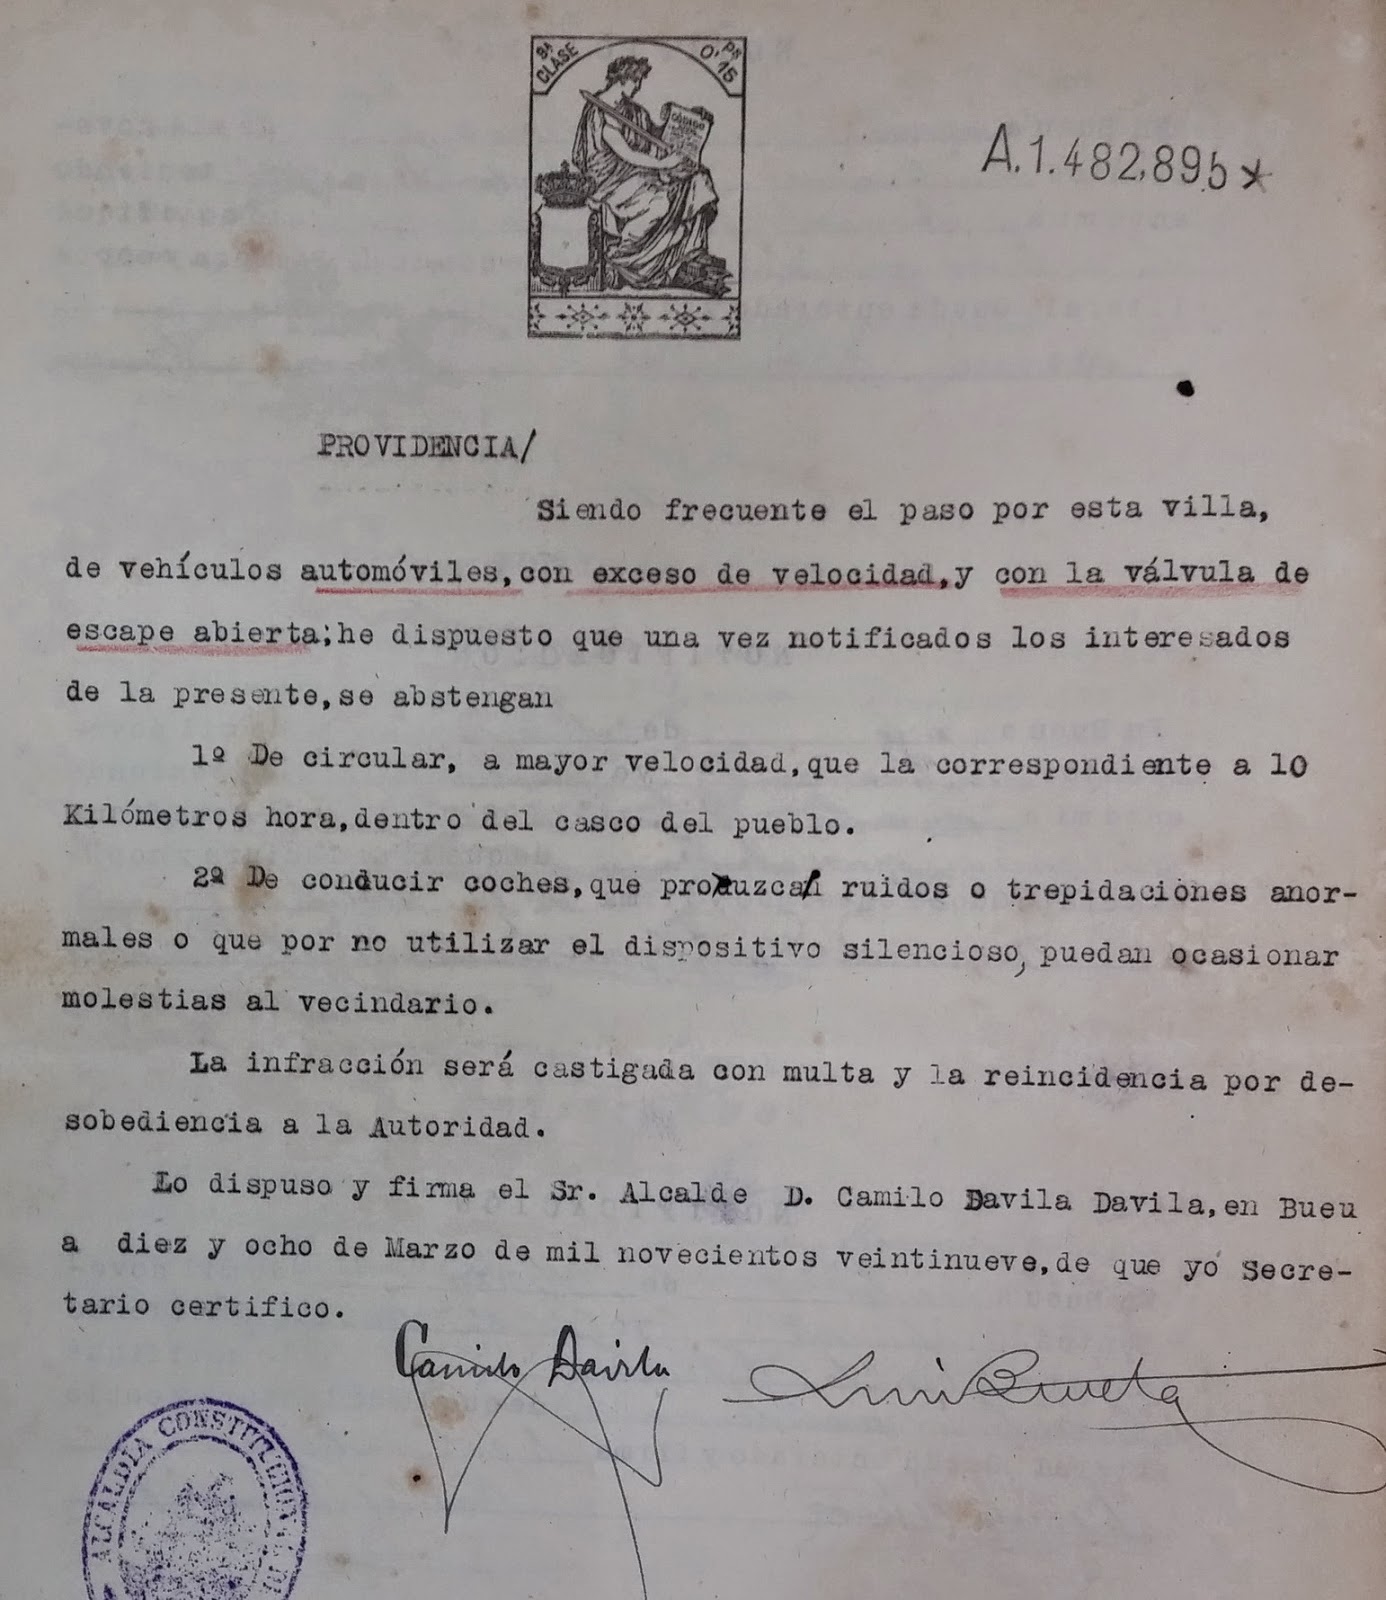 8ª CLASE
Pts 0'15
CÓDIGO
A.1.482,895 *
PROVIDENCIA/
Siendo frecuente el paso por esta villa,
de vehículos automóviles,con exceso de velocidad,y con la válvula de
escape abierta;he dispuesto que una vez notificados los interesados
de la presente,se abstengan
1º De circular, a mayor velocidad,que la correspondiente a 10
Kilómetros hora,dentro del casco del pueblo.
2ª De conducir coches,que produzcan ruidos o trepidaciones anor-
males o que por no utilizar el dispositivo silencioso, puedan ocasionar
molestias al vecindario.
La infracción será castigada con multa y la reincidencia por de-
sobediencia a la Autoridad.
Lo dispuso y firma el Sr. Alcalde D. Camilo Davila Davila,en Bueu
a diez y ocho de Marzo de mil novecientos veintinueve,de que yó Secre-
tario certifico.
Camilo Davila
ALCALDIA CONSTITUCIONAL